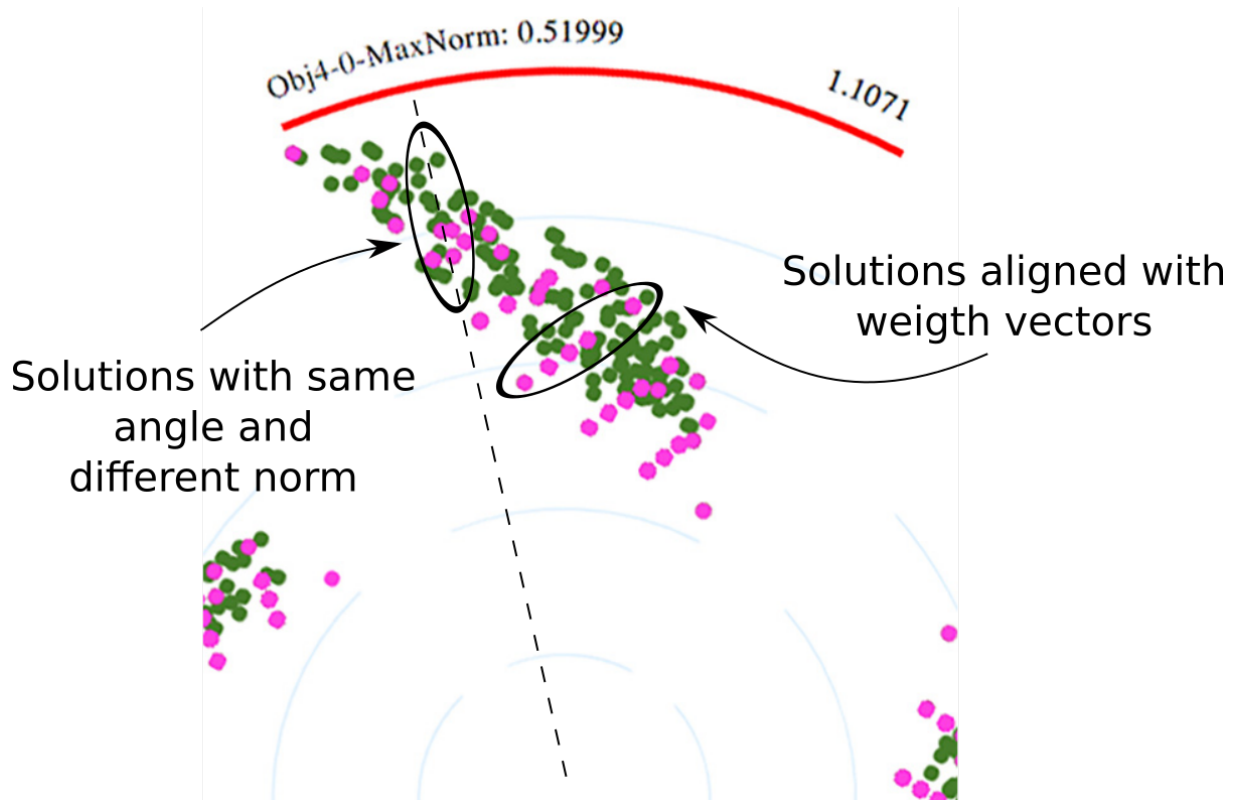 Obj4-0-MaxNorm: 0.51999
1.1071
Solutions aligned with
weigth vectors
Solutions with same
angle and
different norm